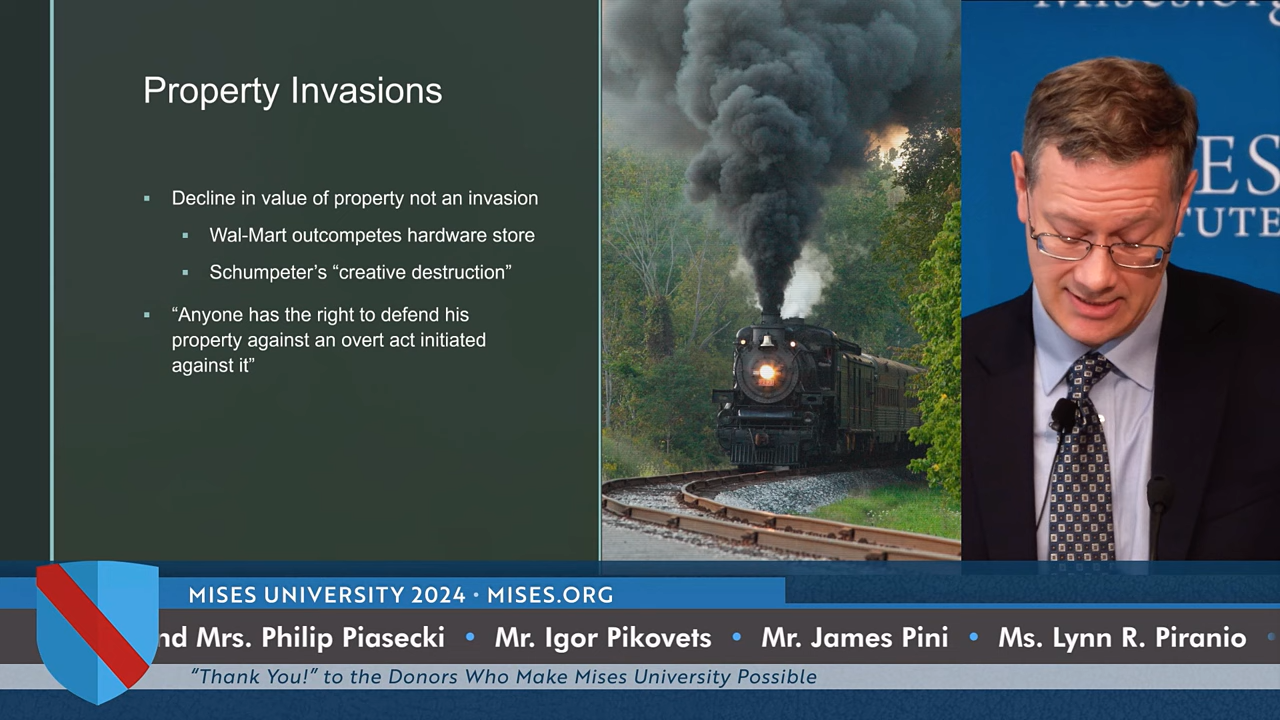 Property Invasions
Decline in value of property not an invasion
Wal-Mart outcompetes hardware store
Schumpeter's “creative destruction”
“Anyone has the right to defend his
property against an overt act initiated
against it”
MISES UNIVERSITY 2024 • MISES.ORG
nd Mrs. Philip Piasecki • Mr. Igor Pikovets • Mr. James Pini • Ms. Lynn R. Piranio
“Thank You!” to the Donors Who Make Mises University Possible